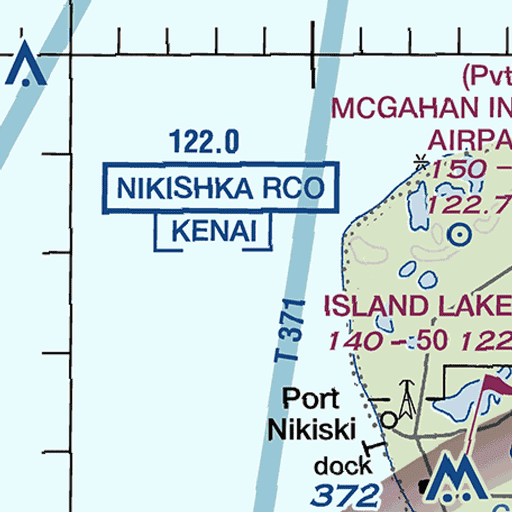 (Pvt
MCGAHAN IN
AIRPA
150 –
122.7
122.0
NIKISHKA RCO
KENAI
T 371
ISLAND LAKE
140 – 50 122
Port
Nikiski
dock
372